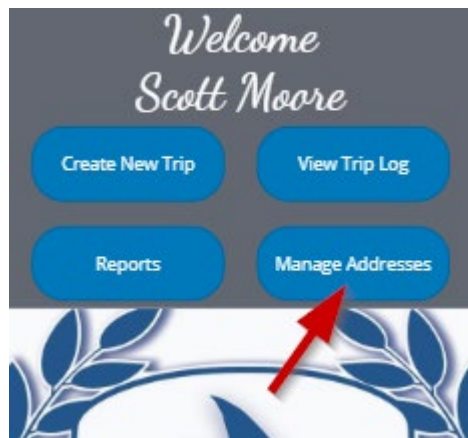 Welcome
Scott Moore
Create New Trip
View Trip Log
Reports
Manage Addresses